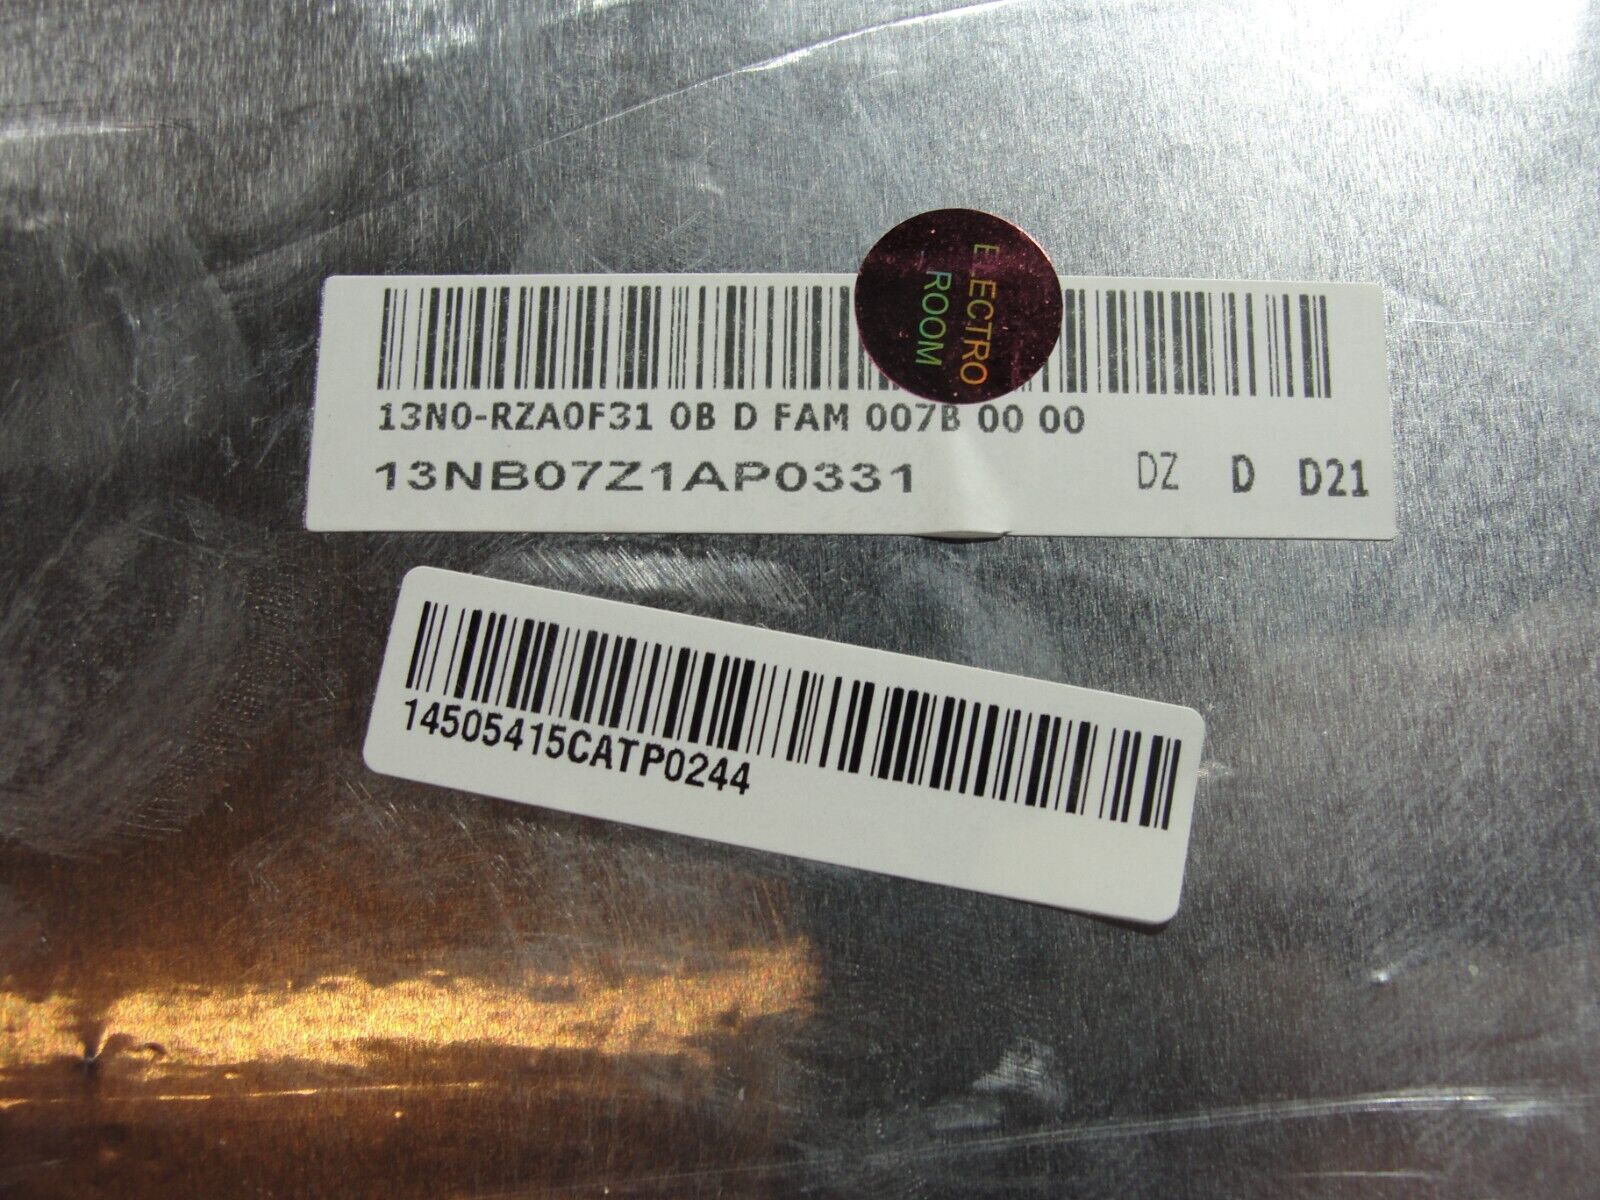 ELECTRO
ROOM
13N0-RZA0F31 0B D FAM 007B 00 00
13NB07Z1AP0331 DZ D D21
14505415CATP0244